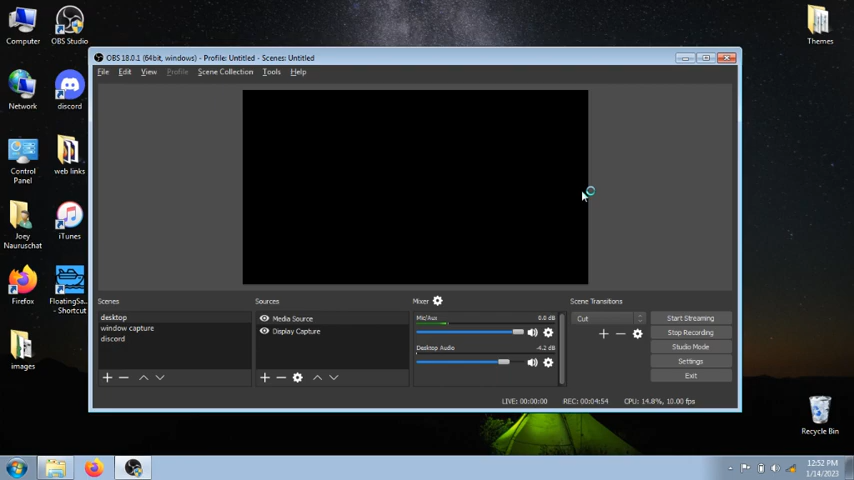 Computer
OBS Studio
Themes
OBS 18.0.1 (64bit, windows) - Profile: Untitled - Scenes: Untitled
File Edit View Profile Scene Collection Tools Help
Network
discord
Control
Panel
web links
Joey
Nauruschat
iTunes
Firefox
FloatingSa...
- Shortcut
images
Scenes
desktop
window capture
discord
Sources
Media Source
Display Capture
Mixer
Mic/Aux 0.0 dB
Desktop Audio -4.2 dB
Scene Transitions
Cut
Start Streaming
Stop Recording
Studio Mode
Settings
Exit
LIVE: 00:00:00 REC: 00:04:54 CPU: 14.8%, 10.00 fps
Recycle Bin
12:52 PM
1/14/2023